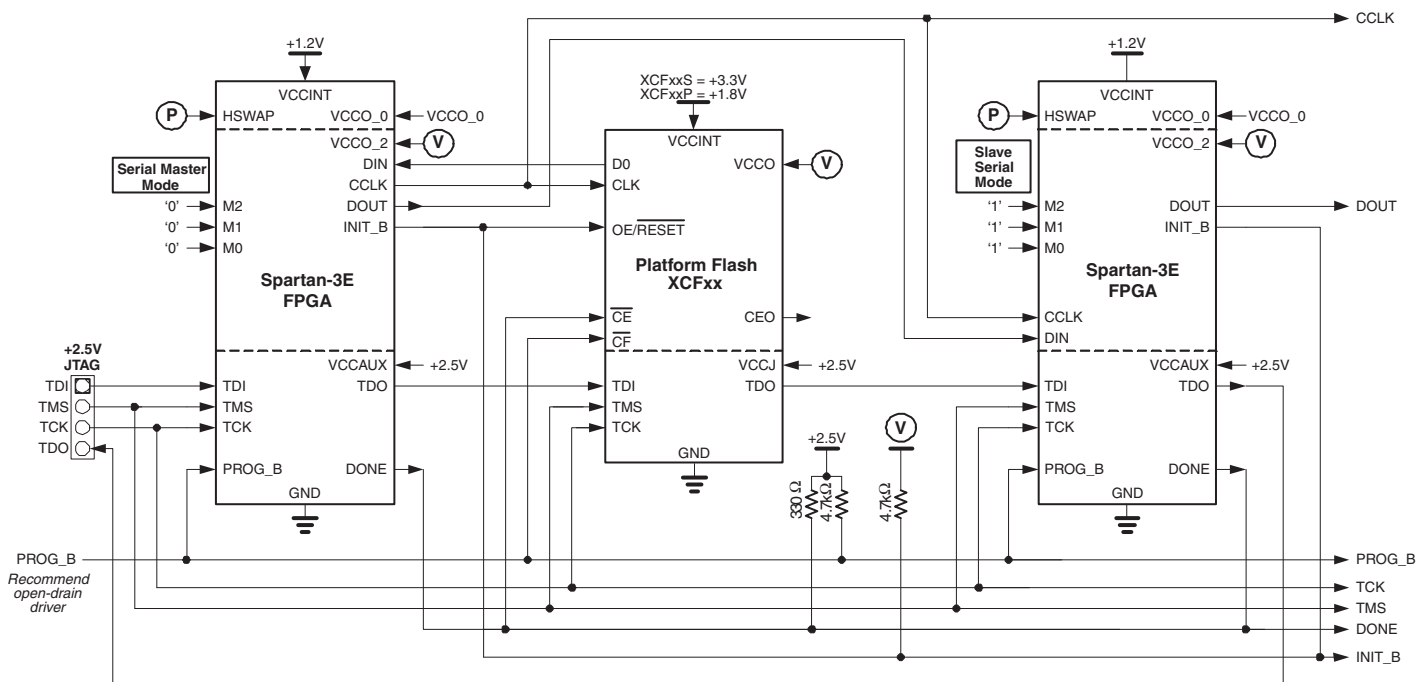 CCLK
+1.2V
+1.2V
XCFxxS = +3.3V
XCFxxP = +1.8V
VCCINT
P
HSWAP
VCCO_0
VCCO_0
VCCO_2
V
Serial Master
Mode
DIN
CCLK
DOUT
INIT_B
'0'
M2
'0'
M1
'0'
M0
Spartan-3E
FPGA
+2.5V
JTAG
VCCAUX
+2.5V
TDI
TMS
TCK
TDO
TDI
TDO
TMS
TCK
PROG_B
DONE
GND
VCCINT
D0
VCCO
V
CLK
OE/RESET
Platform Flash
XCFxx
CE
CEO
CF
VCCJ
+2.5V
TDI
TDO
TMS
TCK
GND
+2.5V
330 Ω
4.7kΩ
V
4.7kΩ
VCCINT
P
HSWAP
VCCO_0
VCCO_0
VCCO_2
V
Slave
Serial
Mode
'1'
M2
DOUT
DOUT
'1'
M1
INIT_B
'1'
M0
Spartan-3E
FPGA
CCLK
DIN
VCCAUX
+2.5V
TDI
TDO
TMS
TCK
PROG_B
DONE
GND
PROG_B
Recommend
open-drain
driver
PROG_B
TCK
TMS
DONE
INIT_B